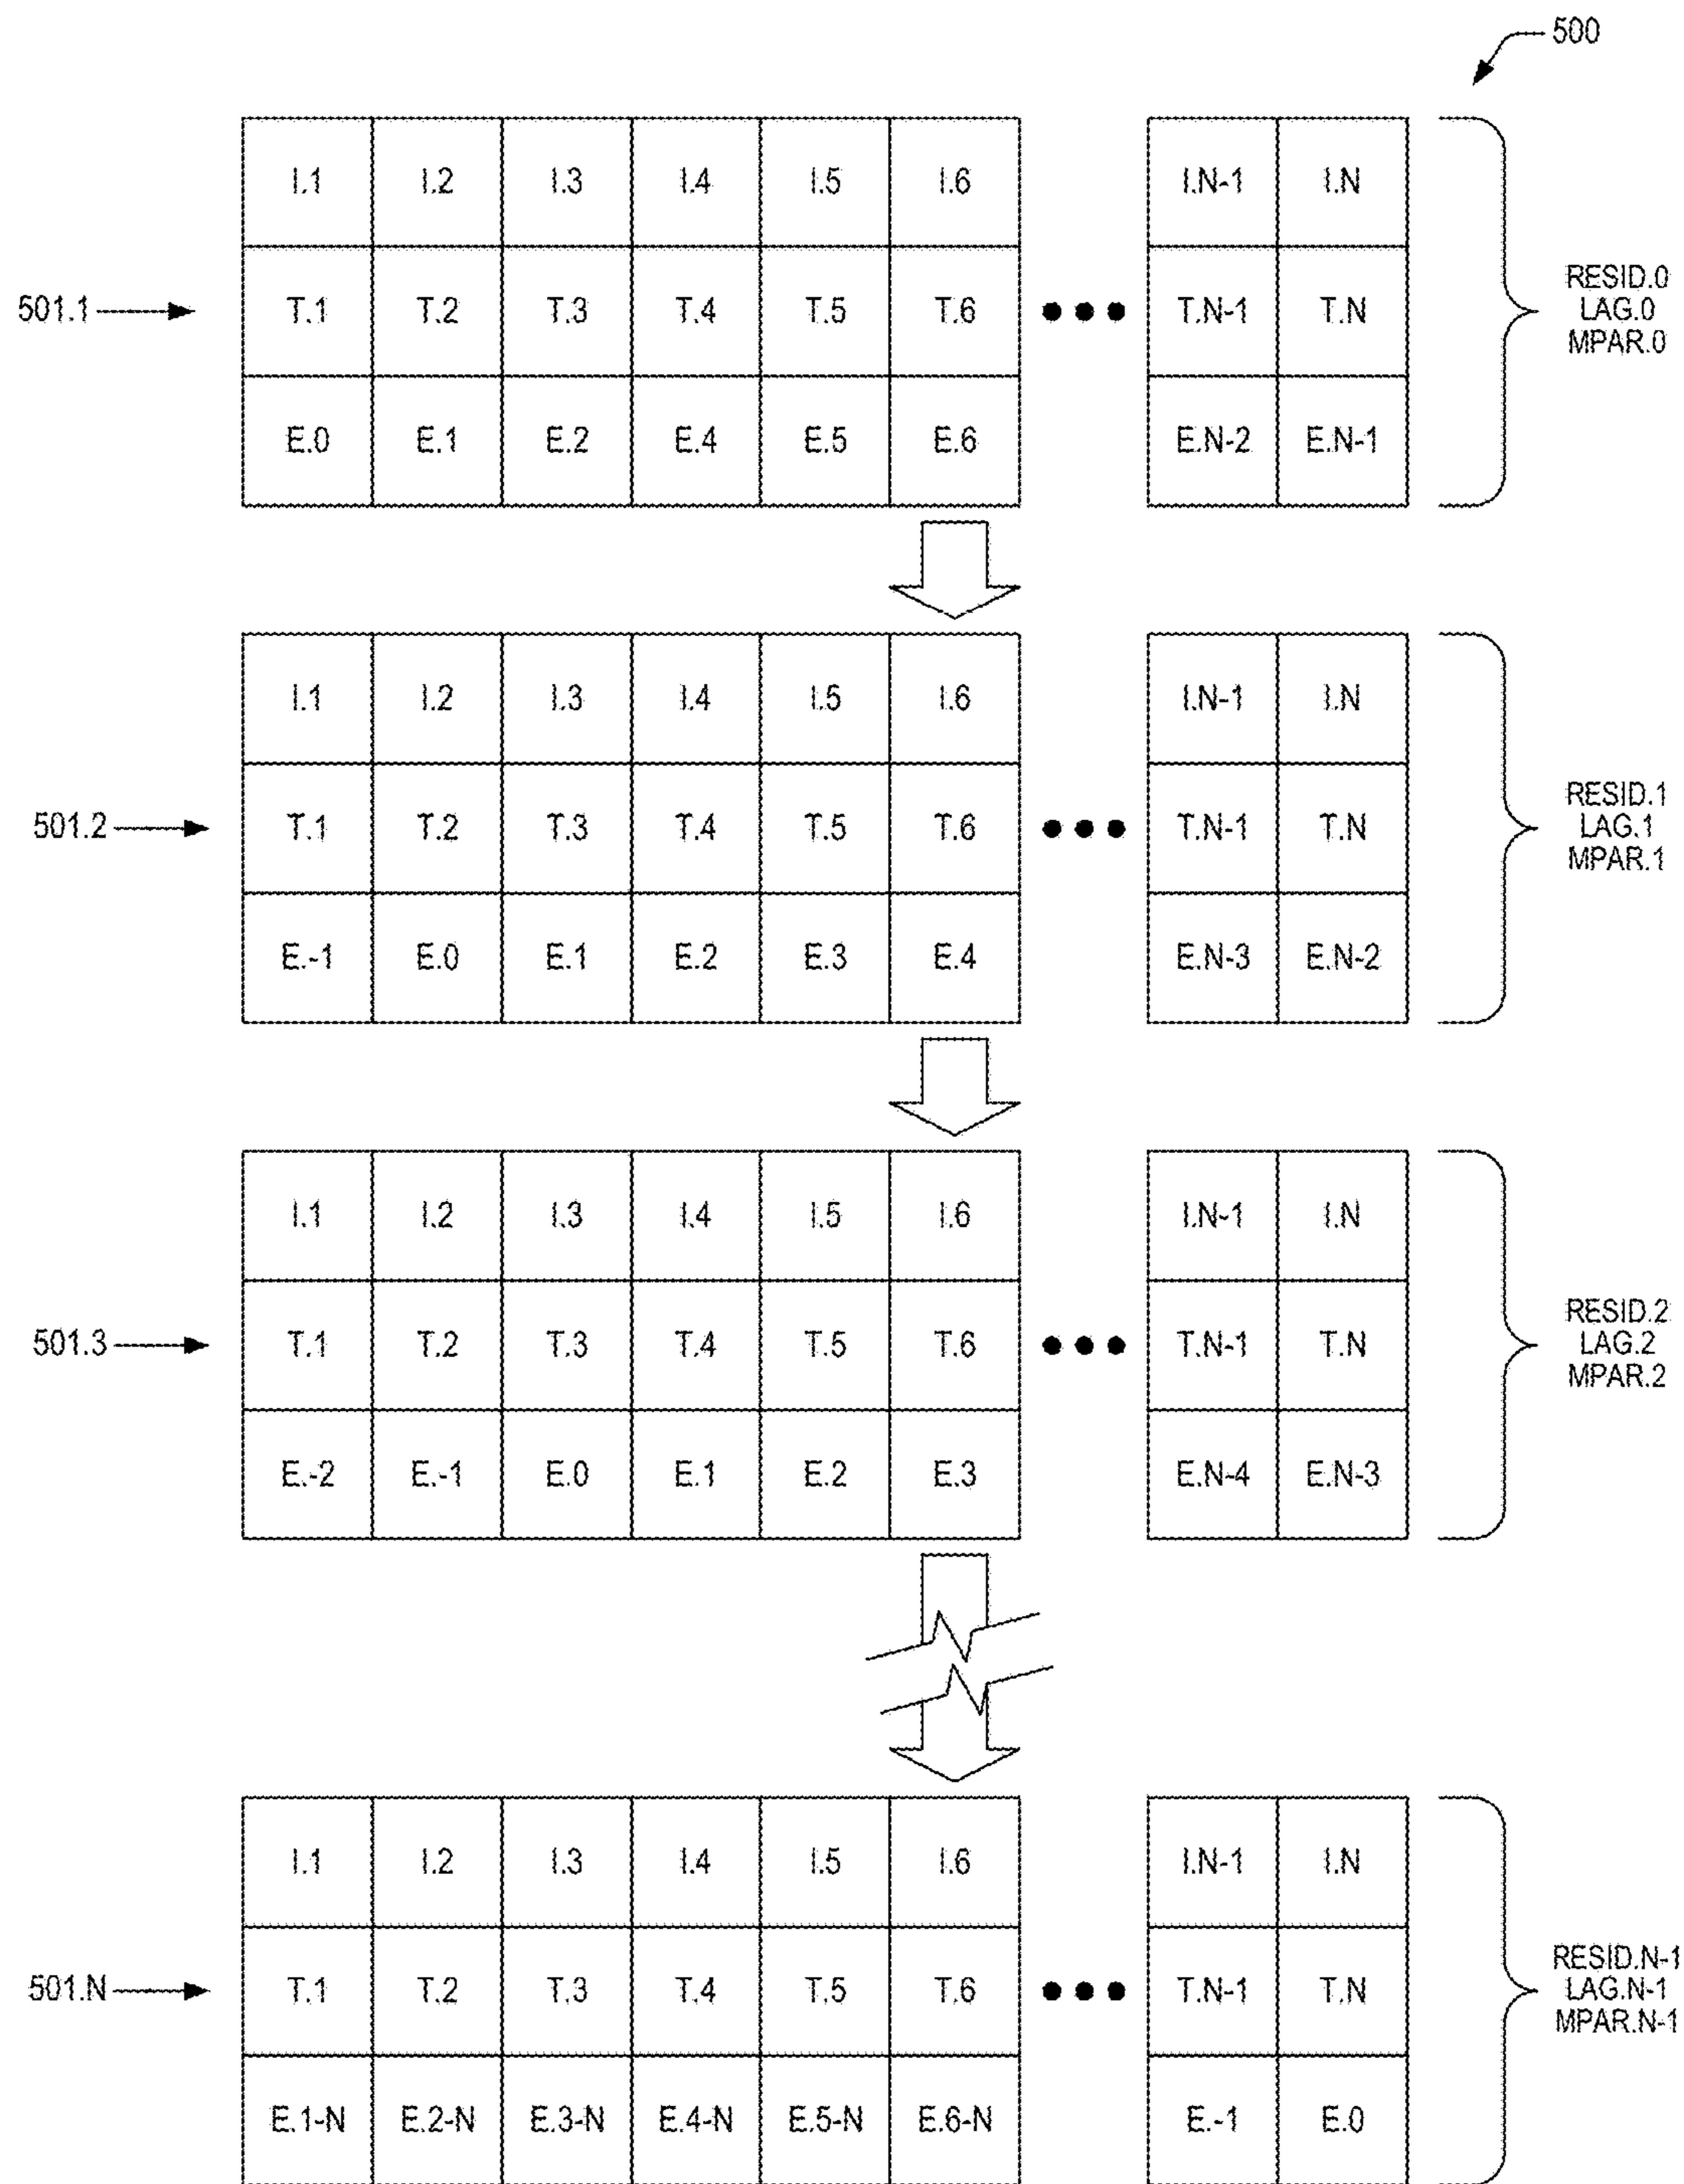 500
I.1 I.2 I.3 I.4 I.5 I.6 I.N-1 I.N
501.1 T.1 T.2 T.3 T.4 T.5 T.6 T.N-1 T.N
E.0 E.1 E.2 E.4 E.5 E.6 E.N-2 E.N-1
RESID.0
LAG.0
MPAR.0
I.1 I.2 I.3 I.4 I.5 I.6 I.N-1 I.N
501.2 T.1 T.2 T.3 T.4 T.5 T.6 T.N-1 T.N
E.-1 E.0 E.1 E.2 E.3 E.4 E.N-3 E.N-2
RESID.1
LAG.1
MPAR.1
I.1 I.2 I.3 I.4 I.5 I.6 I.N-1 I.N
501.3 T.1 T.2 T.3 T.4 T.5 T.6 T.N-1 T.N
E.-2 E.-1 E.0 E.1 E.2 E.3 E.N-4 E.N-3
RESID.2
LAG.2
MPAR.2
I.1 I.2 I.3 I.4 I.5 I.6 I.N-1 I.N
501.N T.1 T.2 T.3 T.4 T.5 T.6 T.N-1 T.N
E.1-N E.2-N E.3-N E.4-N E.5-N E.6-N E.-1 E.0
RESID.N-1
LAG.N-1
MPAR.N-1